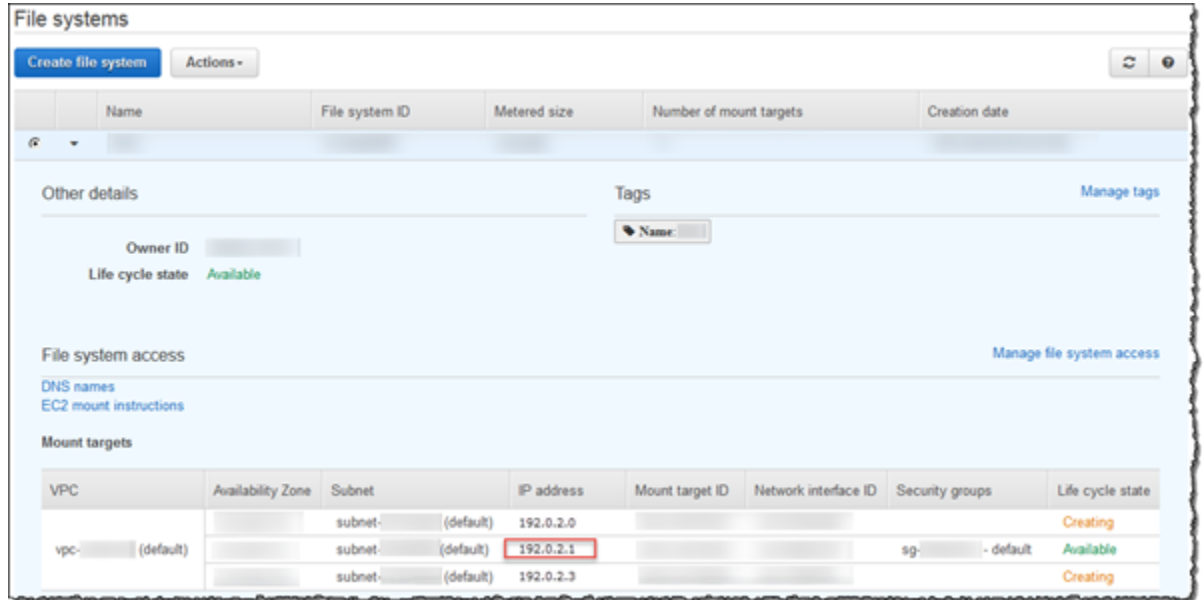 File systems
Create file system Actions
Name File system ID Metered size Number of mount targets Creation date
Other details Tags Manage tags
Name:
Owner ID
Life cycle state Available
File system access Manage file system access
DNS names
EC2 mount instructions
Mount targets
VPC Availability Zone Subnet IP address Mount target ID Network interface ID Security groups Life cycle state
subnet- (default) 192.0.2.0 Creating
vpc- (default) subnet- (default) 192.0.2.1 sg- - default Available
subnet- (default) 192.0.2.3 Creating